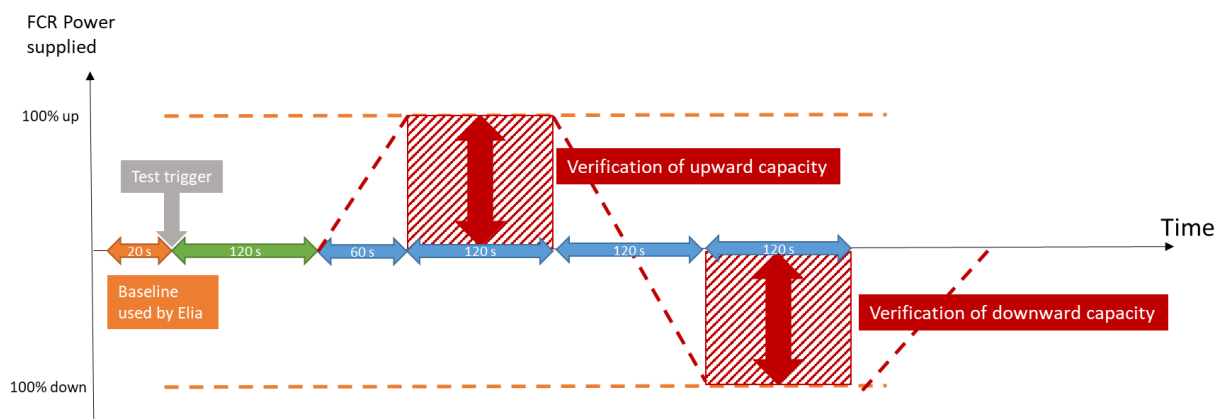 FCR Power
supplied
100% up
Test trigger
Verification of upward capacity
Time
20 s
120 s
60 s
120 s
120 s
120 s
Baseline
used by Elia
Verification of downward capacity
100% down